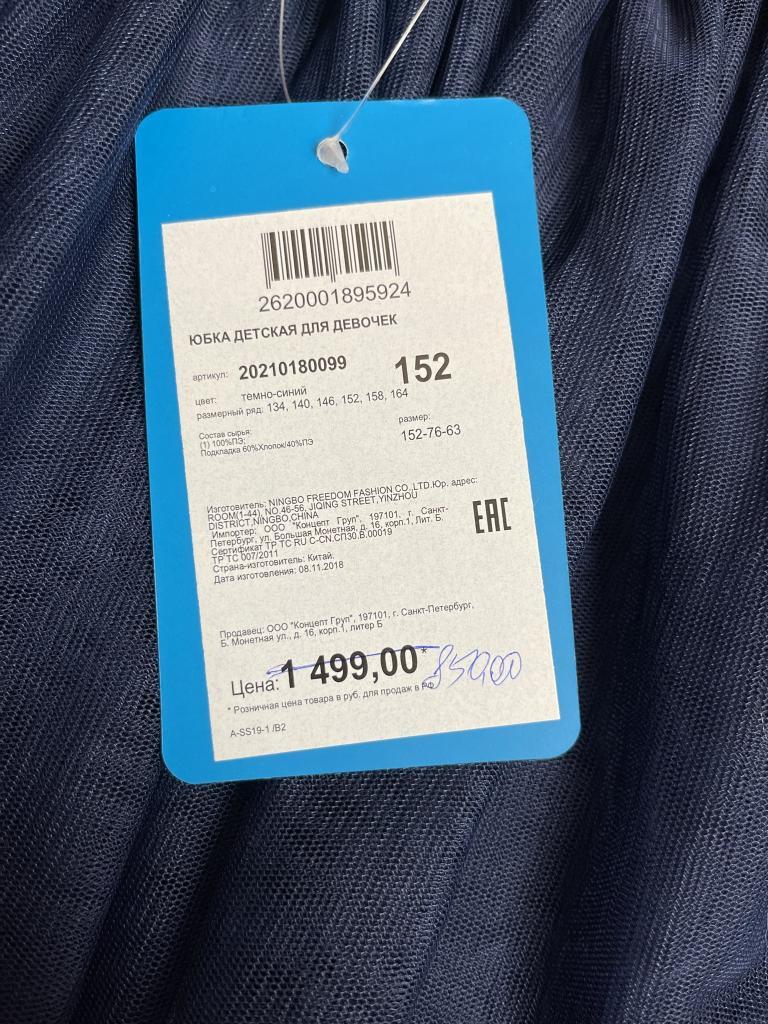 2620001895924
ЮБКА ДЕТСКАЯ ДЛЯ ДЕВОЧЕК
артикул: 20210180099 152
цвет: темно-синий
размерный ряд: 134, 140, 146, 152, 158, 164
Состав сырья: размер:
(1) 100%ПЭ; 152-76-63
Подкладка 60%Хлопок/40%ПЭ
Изготовитель: NINGBO FREEDOM FASHION CO.,LTD.Юр. адрес:
ROOM(1-44), NO.46-56, JIQING STREET,YINZHOU
DISTRICT,NINGBO,CHINA
Импортер: ООО "Концепт Груп", 197101, г. Санкт-
Петербург, ул. Большая Монетная, д. 16, корп.1, Лит. Б.
Сертификат ТР ТС RU С-CN.СП30.В.00019
ТР ТС 007/2011
Страна-изготовитель: Китай.
Дата изготовления: 08.11.2018
EAC
Продавец: ООО "Концепт Груп", 197101, г. Санкт-Петербург,
Б. Монетная ул., д. 16, корп.1, литер Б
Цена: 1 499,00*
* Розничная цена товара в руб. для продаж в РФ
A-SS19-1 /B2